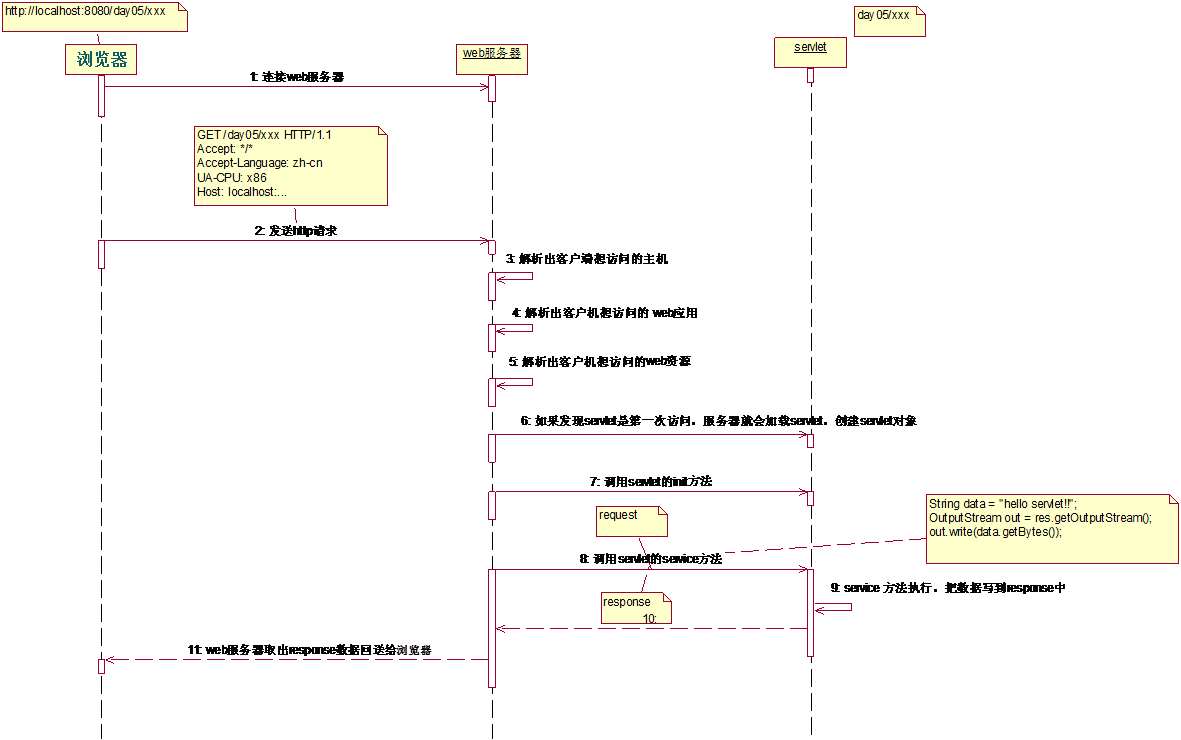 http://localhost:8080/day05/xxx
day05/xxx
浏览器
web服务器
servlet
1: 连接web服务器
GET /day05/xxx HTTP/1.1
Accept: */*
Accept-Language: zh-cn
UA-CPU: x86
Host: localhost:...
2: 发送http请求
3: 解析出客户端想访问的主机
4: 解析出客户机想访问的 web应用
5: 解析出客户机想访问的web资源
6: 如果发现servlet是第一次访问，服务器就会加载servlet，创建servlet对象
7: 调用servlet的init方法
String data = "hello servlet!!";
OutputStream out = res.getOutputStream();
out.write(data.getBytes());
request
8: 调用servlet的service方法
9: service 方法执行，把数据写到response中
response
10:
11: web服务器取出response数据回送给浏览器